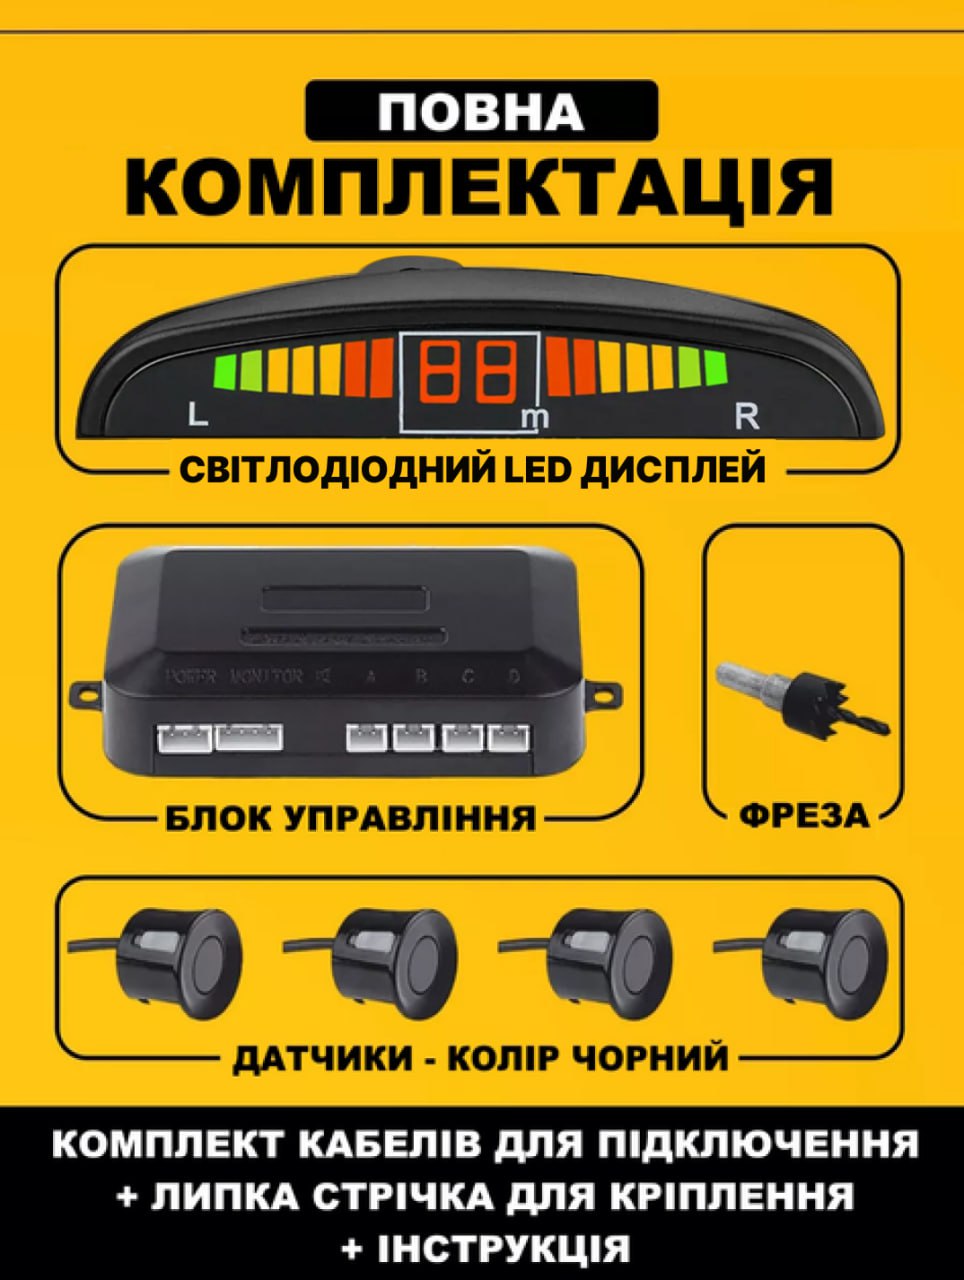 ПОВНА
КОМПЛЕКТАЦІЯ
88
m
L
R
СВІТЛОДІОДНИЙ LED ДИСПЛЕЙ
POWER MONITOR A B C D
БЛОК УПРАВЛІННЯ
ФРЕЗА
ДАТЧИКИ - КОЛІР ЧОРНИЙ
КОМПЛЕКТ КАБЕЛІВ ДЛЯ ПІДКЛЮЧЕННЯ
+ ЛИПКА СТРІЧКА ДЛЯ КРІПЛЕННЯ
+ ІНСТРУКЦІЯ